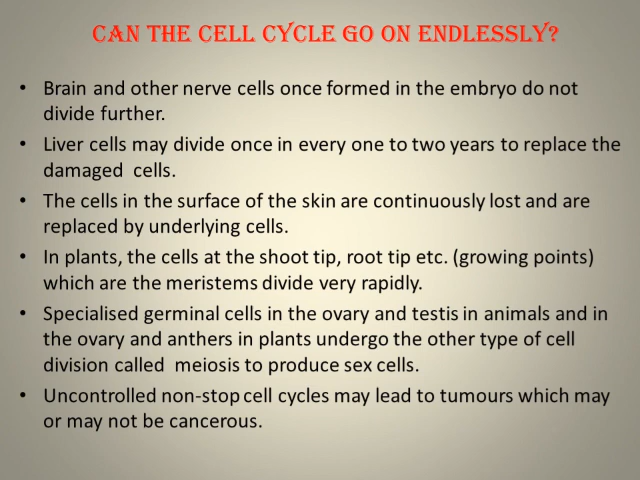 CAN THE CELL CYCLE GO ON ENDLESSLY?
• Brain and other nerve cells once formed in the embryo do not
divide further.
• Liver cells may divide once in every one to two years to replace the
damaged cells.
• The cells in the surface of the skin are continuously lost and are
replaced by underlying cells.
• In plants, the cells at the shoot tip, root tip etc. (growing points)
which are the meristems divide very rapidly.
• Specialised germinal cells in the ovary and testis in animals and in
the ovary and anthers in plants undergo the other type of cell
division called meiosis to produce sex cells.
• Uncontrolled non-stop cell cycles may lead to tumours which may
or may not be cancerous.